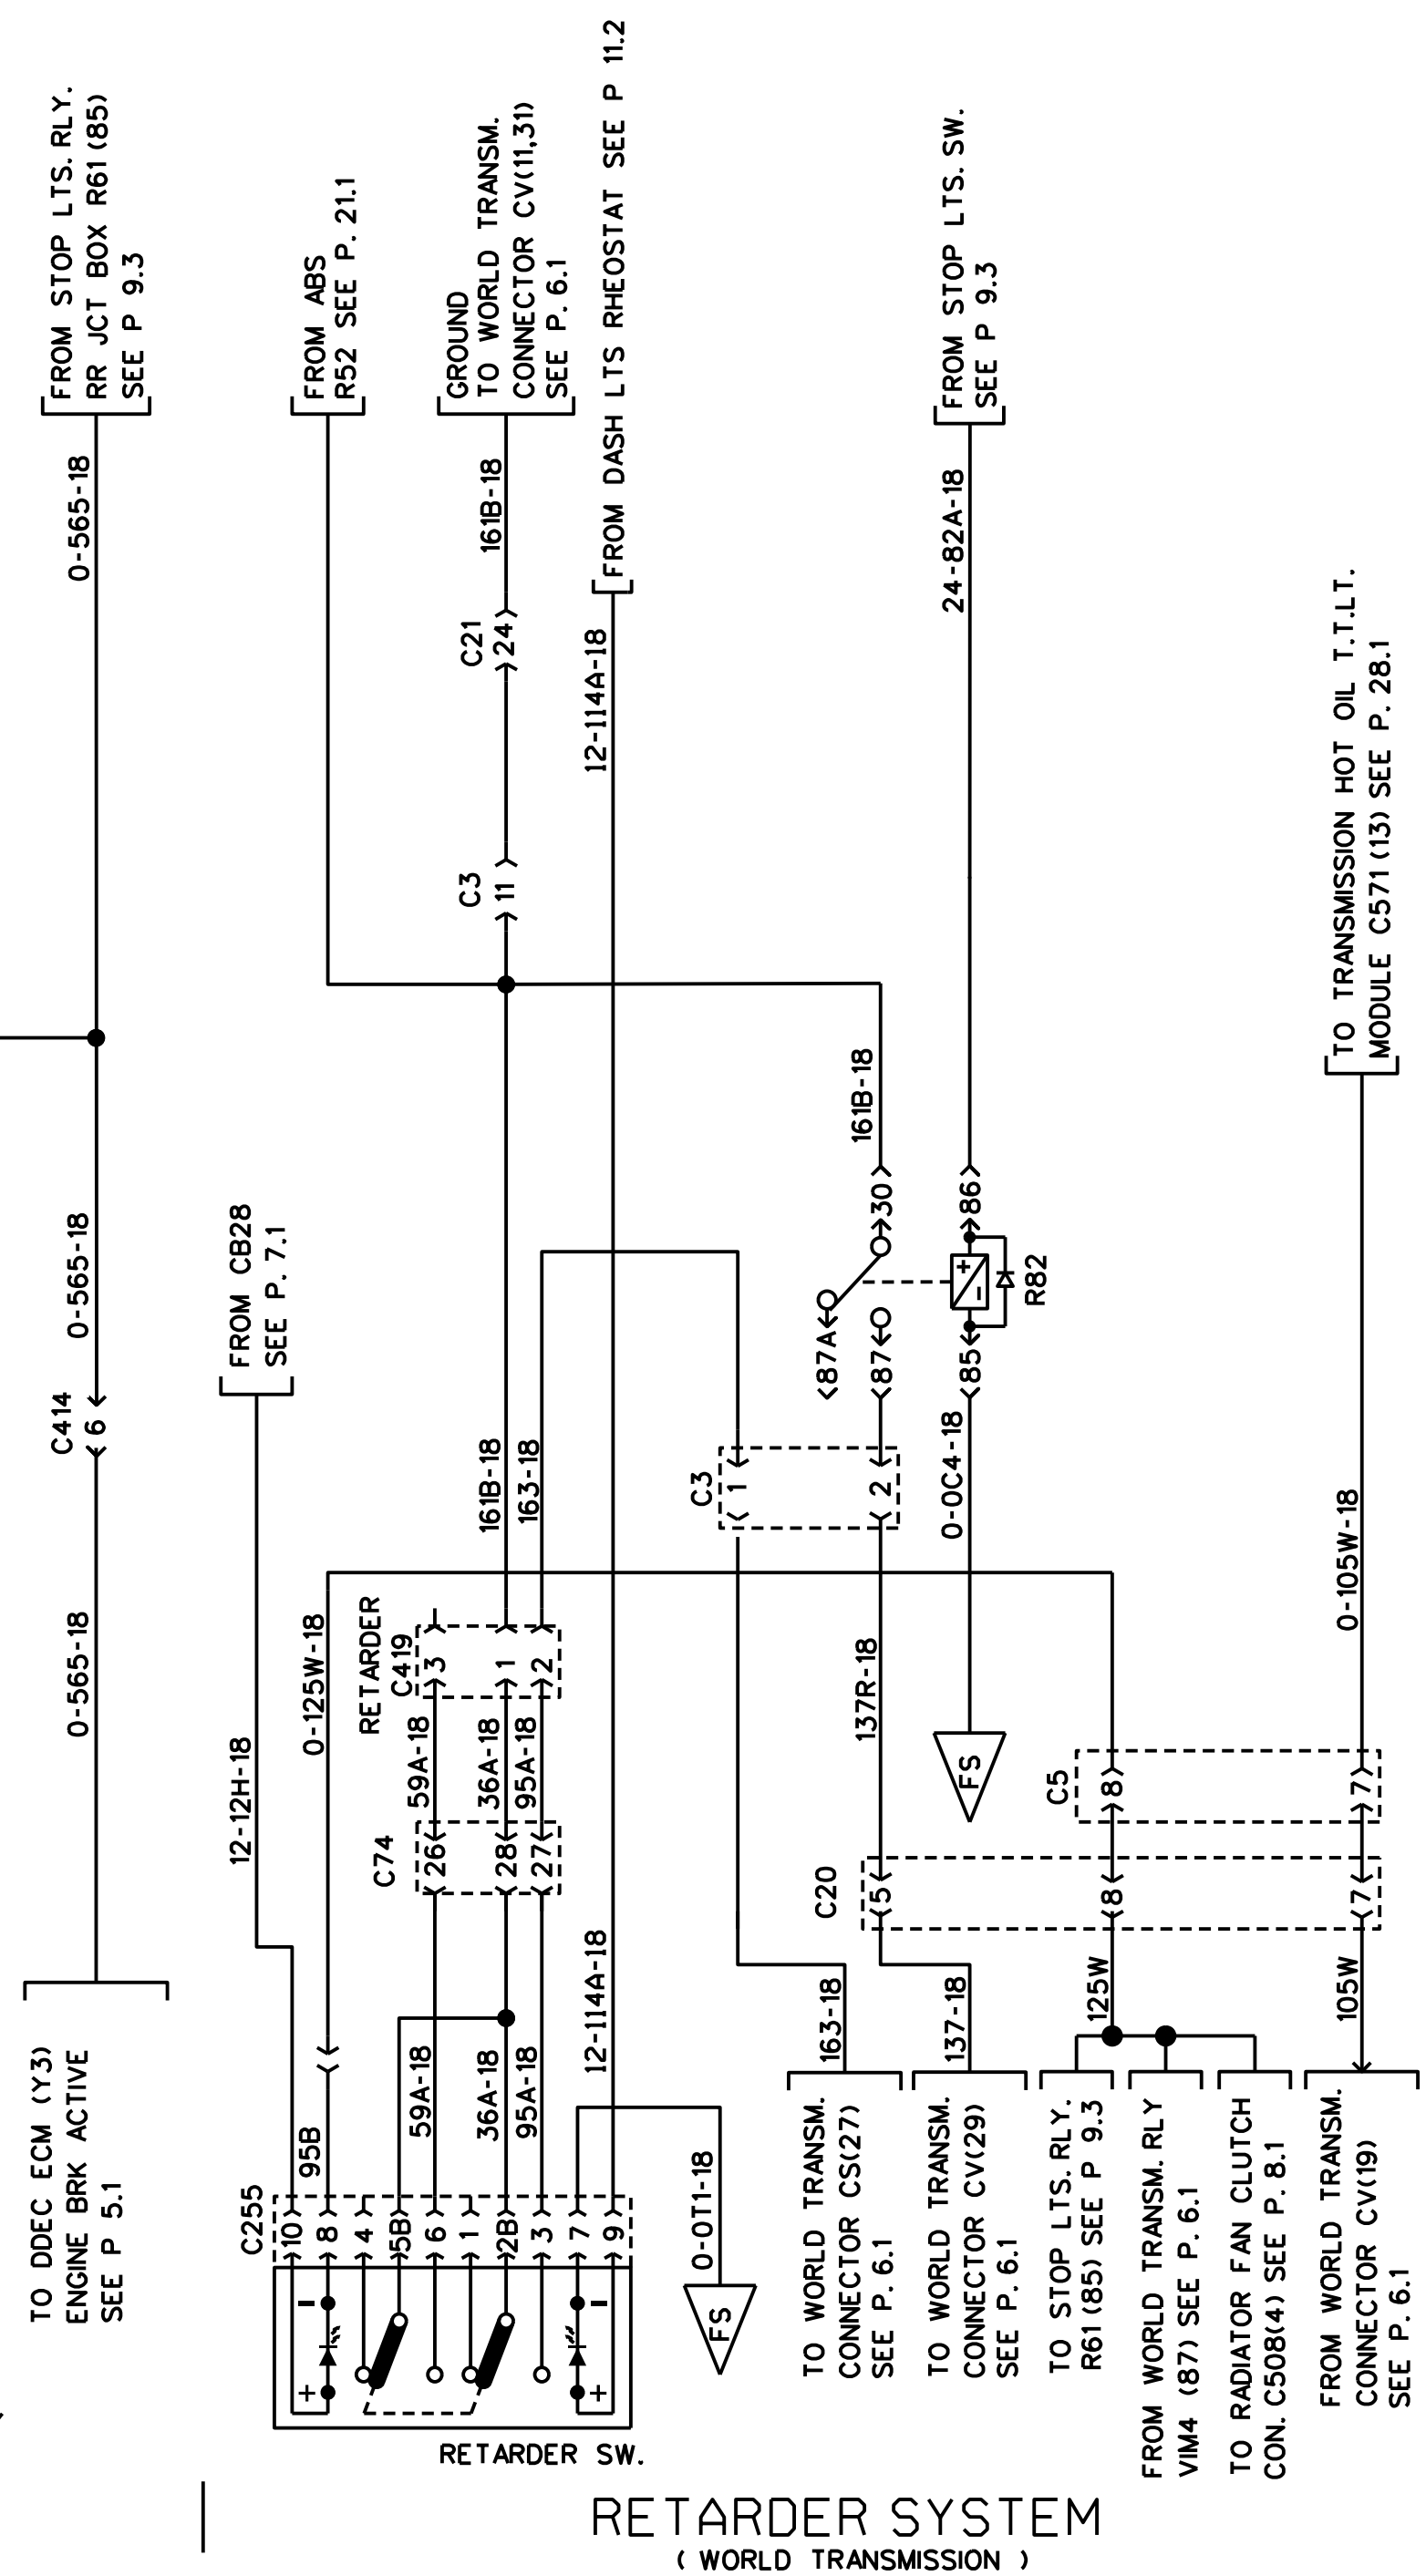 FROM STOP LTS. RLY.
RR JCT BOX R61 (85)
SEE P 9.3
0-565-18
0-565-18
C414
6
0-565-18
TO DDEC ECM (Y3)
ENGINE BRK ACTIVE
SEE P 5.1
FROM ABS
R52 SEE P. 21.1
GROUND
TO WORLD TRANSM.
CONNECTOR CV(11,31)
SEE P. 6.1
161B-18
C21
24
C3
11
FROM DASH LTS RHEOSTAT SEE P 11.2
12-114A-18
FROM STOP LTS. SW.
SEE P 9.3
24-82A-18
TO TRANSMISSION HOT OIL T.T.LT.
MODULE C571 (13) SEE P. 28.1
0-105W-18
FROM CB28
SEE P. 7.1
12-12H-18
161B-18
30
86
87A
87
85
+
-
R82
161B-18
163-18
C3
1
2
0-0C4-18
FS
137R-18
0-125W-18
RETARDER
C419
3
1
2
59A-18
36A-18
95A-18
C74
26
28
27
59A-18
36A-18
95A-18
12-114A-18
C5
8
7
C20
5
8
7
163-18
137-18
125W
105W
95B
C255
10
8
4
5B
6
1
2B
3
7
9
+
-
+
-
RETARDER SW.
0-0T1-18
FS
TO WORLD TRANSM.
CONNECTOR CS(27)
SEE P. 6.1
TO WORLD TRANSM.
CONNECTOR CV(29)
SEE P. 6.1
TO STOP LTS. RLY.
R61 (85) SEE P 9.3
FROM WORLD TRANSM. RLY
VIM4 (87) SEE P. 6.1
TO RADIATOR FAN CLUTCH
CON. C508(4) SEE P. 8.1
FROM WORLD TRANSM.
CONNECTOR CV(19)
SEE P. 6.1
RETARDER SYSTEM
( WORLD TRANSMISSION )